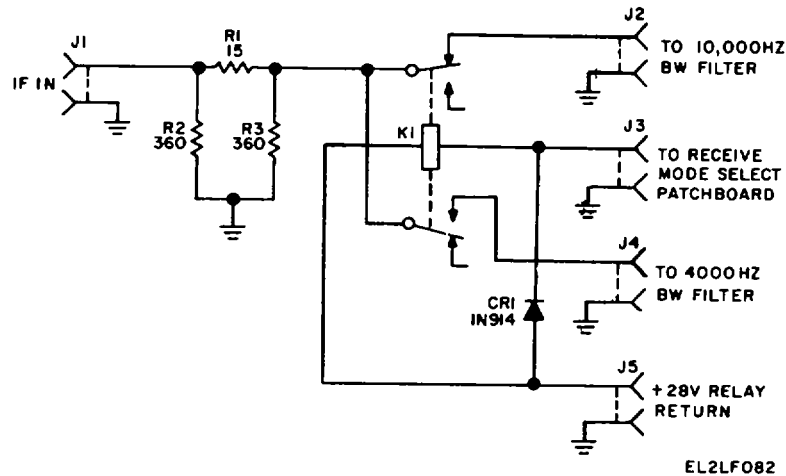 J1
IF IN
R1
15
R2
360
R3
360
K1
CR1
1N914
J2
TO 10,000HZ
BW FILTER
J3
TO RECEIVE
MODE SELECT
PATCHBOARD
J4
TO 4000HZ
BW FILTER
J5
+28V RELAY
RETURN
EL2LF082